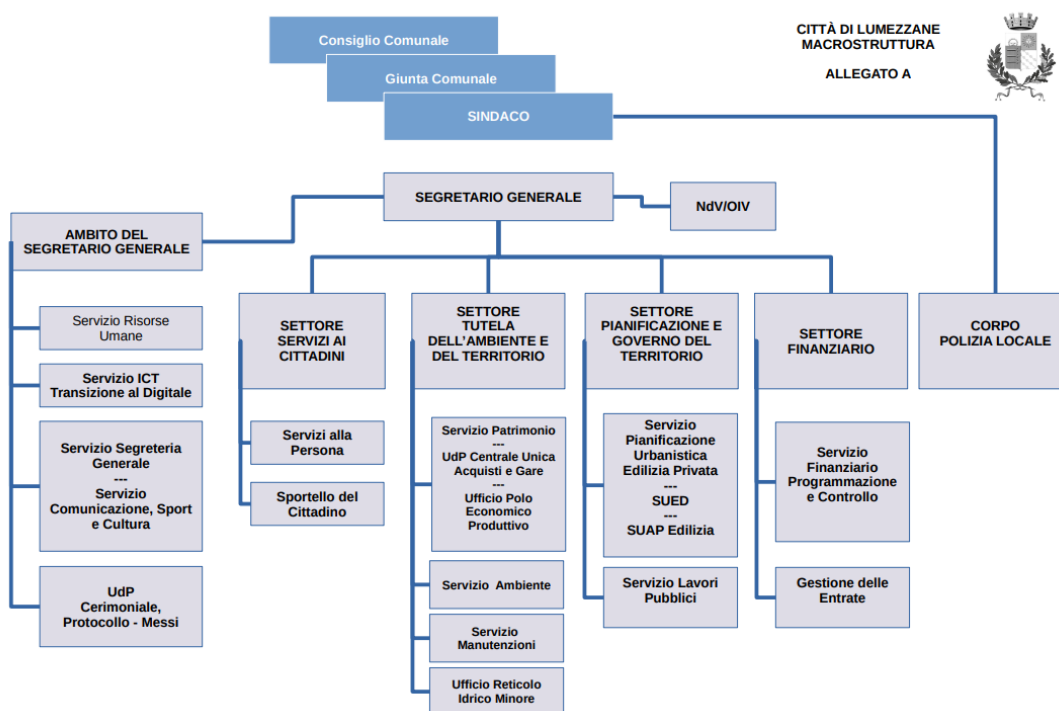 Consiglio Comunale
Giunta Comunale
SINDACO
CITTÀ DI LUMEZZANE
MACROSTRUTTURA
ALLEGATO A
SEGRETARIO GENERALE
NdV/OIV
AMBITO DEL
SEGRETARIO GENERALE
Servizio Risorse
Umane
Servizio ICT
Transizione al Digitale
Servizio Segreteria
Generale
---
Servizio
Comunicazione, Sport
e Cultura
UdP
Cerimoniale,
Protocollo - Messi
SETTORE
SERVIZI AI
CITTADINI
Servizi alla
Persona
Sportello del
Cittadino
SETTORE
TUTELA
DELL'AMBIENTE E
DEL TERRITORIO
Servizio Patrimonio
---
UdP Centrale Unica
Acquisti e Gare
---
Ufficio Polo
Economico
Produttivo
Servizio Ambiente
Servizio
Manutenzioni
Ufficio Reticolo
Idrico Minore
SETTORE
PIANIFICAZIONE E
GOVERNO DEL
TERRITORIO
Servizio
Pianificazione
Urbanistica
Edilizia Privata
---
SUED
---
SUAP Edilizia
Servizio Lavori
Pubblici
SETTORE
FINANZIARIO
Servizio
Finanziario
Programmazione
e Controllo
Gestione delle
Entrate
CORPO
POLIZIA LOCALE